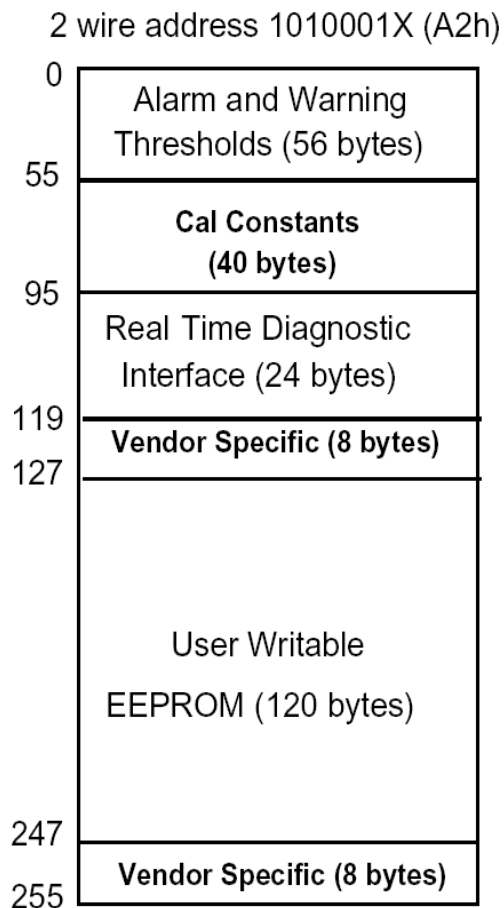 2 wire address 1010001X (A2h)
0
Alarm and Warning
Thresholds (56 bytes)
55
Cal Constants
(40 bytes)
95
Real Time Diagnostic
Interface (24 bytes)
119
Vendor Specific (8 bytes)
127
User Writable
EEPROM (120 bytes)
247
Vendor Specific (8 bytes)
255